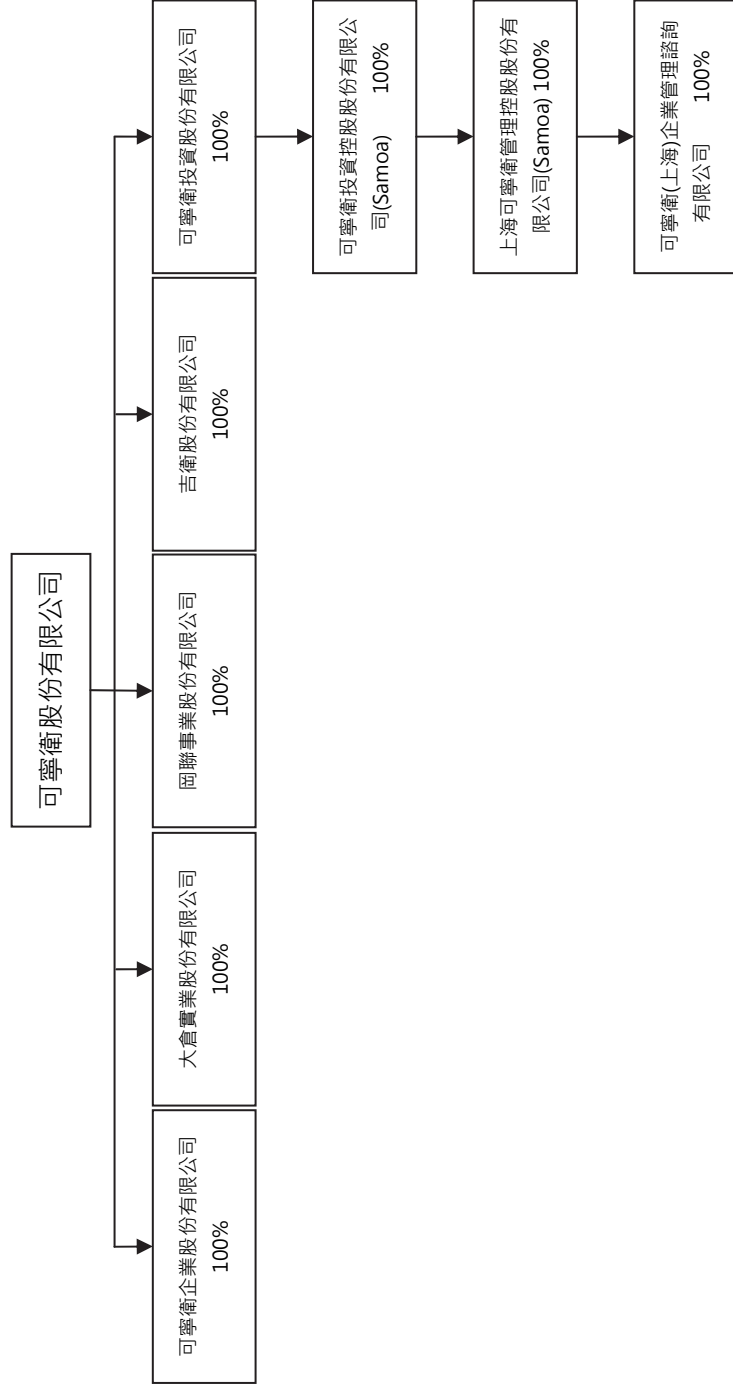 可寧衛股份有限公司
可寧衛企業股份有限公司
100%
大倉實業股份有限公司
100%
岡聯事業股份有限公司
100%
吉衛股份有限公司
100%
可寧衛投資股份有限公司
100%
可寧衛投資控股股份有限公
司(Samoa) 100%
上海可寧衛管理控股股份有
限公司(Samoa) 100%
可寧衛(上海)企業管理諮詢
有限公司 100%